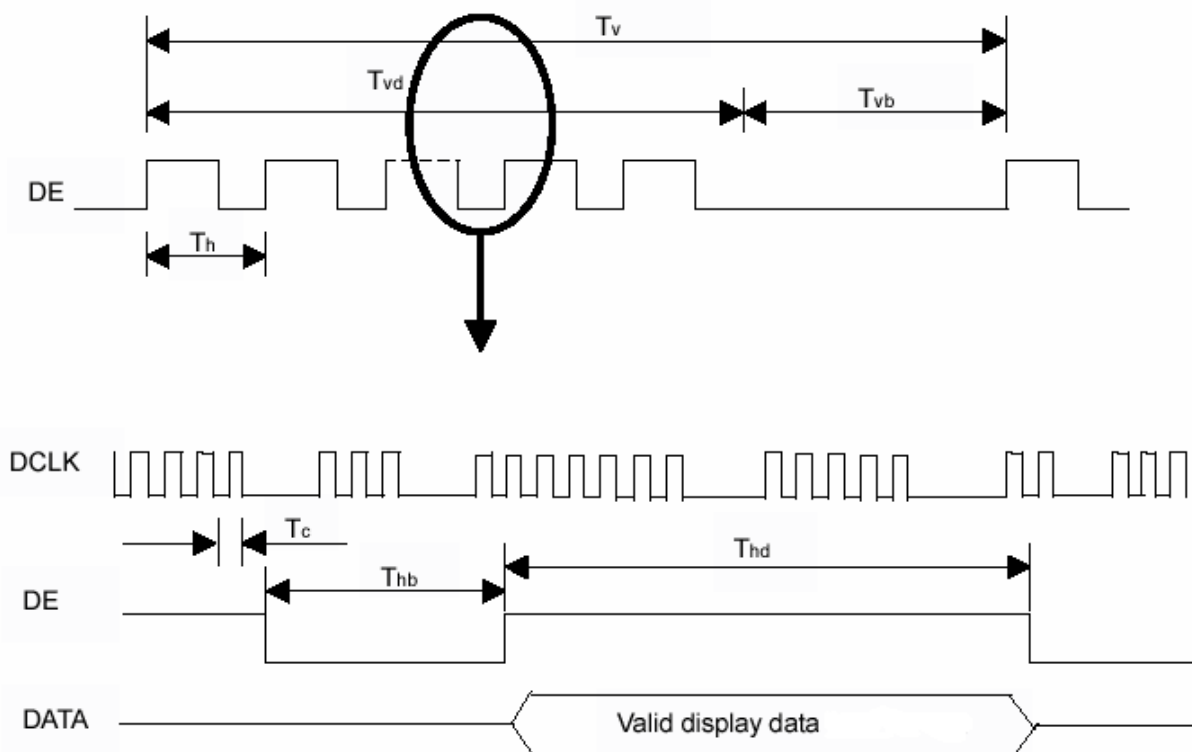 Tv
Tvd
Tvb
DE
Th
DCLK
Tc
Thd
Thb
DE
DATA
Valid display data